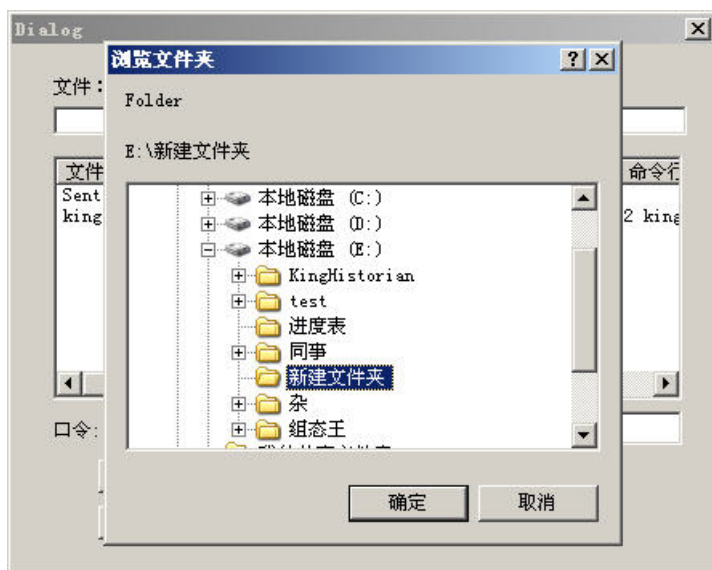 Dialog
浏览文件夹
文件：
Folder
E:\新建文件夹
文件
命令行
Sent
king
2 king
本地磁盘 (C:)
本地磁盘 (D:)
本地磁盘 (E:)
KingHistorian
test
进度表
同事
新建文件夹
杂
组态王
口令:
确定
取消